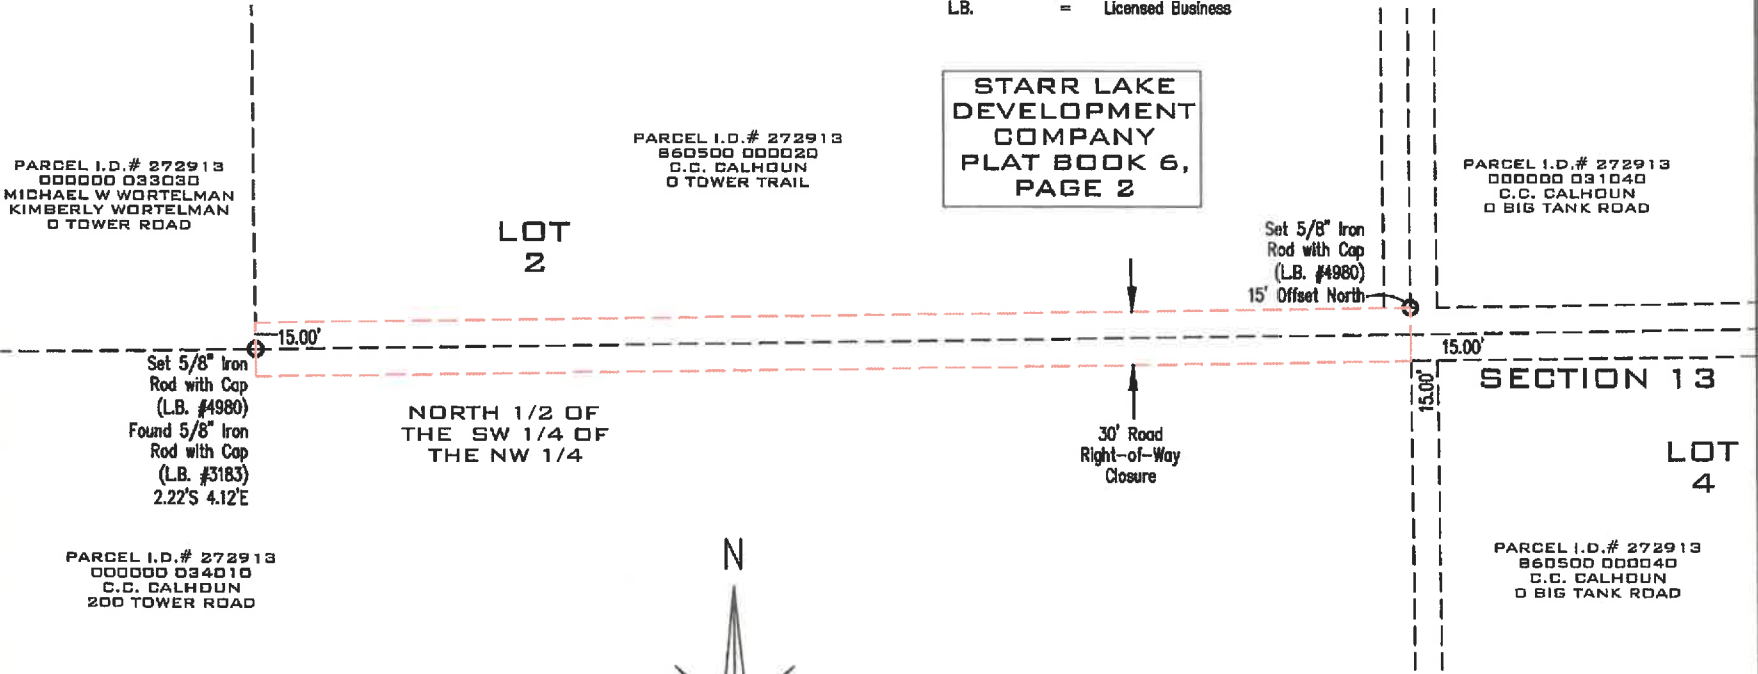 L.B. = Licensed Business
STARR LAKE
DEVELOPMENT
COMPANY
PLAT BOOK 6,
PAGE 2
PARCEL I.D.# 272913
860500 000020
C.C. CALHOUN
0 TOWER TRAIL
PARCEL I.D.# 272913
000000 033030
MICHAEL W WORTELMAN
KIMBERLY WORTELMAN
0 TOWER ROAD
PARCEL I.D.# 272913
000000 031040
C.C. CALHOUN
0 BIG TANK ROAD
LOT
2
Set 5/8" Iron
Rod with Cap
(L.B. #4980)
15' Offset North
15.00'
Set 5/8" Iron
Rod with Cap
(L.B. #4980)
Found 5/8" Iron
Rod with Cap
(L.B. #3183)
2.22'S 4.12'E
15.00'
15.00'
SECTION 13
NORTH 1/2 OF
THE SW 1/4 OF
THE NW 1/4
30' Road
Right-of-Way
Closure
LOT
4
N
PARCEL I.D.# 272913
000000 034010
C.C. CALHOUN
200 TOWER ROAD
PARCEL I.D.# 272913
860500 000040
C.C. CALHOUN
0 BIG TANK ROAD